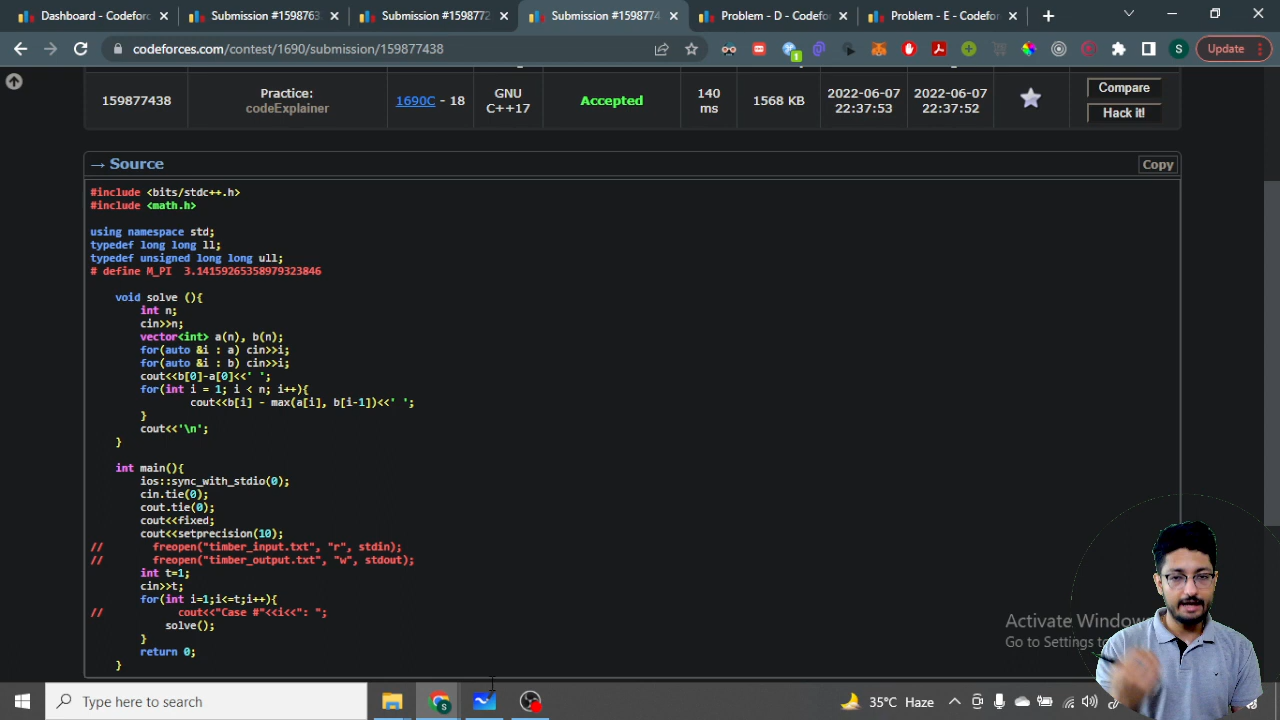 Dashboard - Codeforc
Submission #1598763
Submission #1598772
Submission #1598774
Problem - D - Codefor
Problem - E - Codefor
codeforces.com/contest/1690/submission/159877438
S
Update
159877438
Practice:
codeExplainer
1690C - 18
GNU
C++17
Accepted
140
ms
1568 KB
2022-06-07
22:37:53
2022-06-07
22:37:52
Compare
Hack it!
→ Source
Copy
#include <bits/stdc++.h>
#include <math.h>
using namespace std;
typedef long long ll;
typedef unsigned long long ull;
# define M_PI  3.14159265358979323846
void solve (){
int n;
cin>>n;
vector<int> a(n), b(n);
for(auto &i : a) cin>>i;
for(auto &i : b) cin>>i;
cout<<b[0]-a[0]<<' ';
for(int i = 1; i < n; i++){
cout<<b[i] - max(a[i], b[i-1])<<' ';
}
cout<<'\n';
}
int main(){
ios::sync_with_stdio(0);
cin.tie(0);
cout.tie(0);
cout<<fixed;
cout<<setprecision(10);
//       freopen("timber_input.txt", "r", stdin);
//       freopen("timber_output.txt", "w", stdout);
int t=1;
cin>>t;
for(int i=1;i<=t;i++){
//           cout<<"Case #"<<i<<": ";
solve();
}
return 0;
}
Activate Window
Go to Settings to
Type here to search
35°C Haze